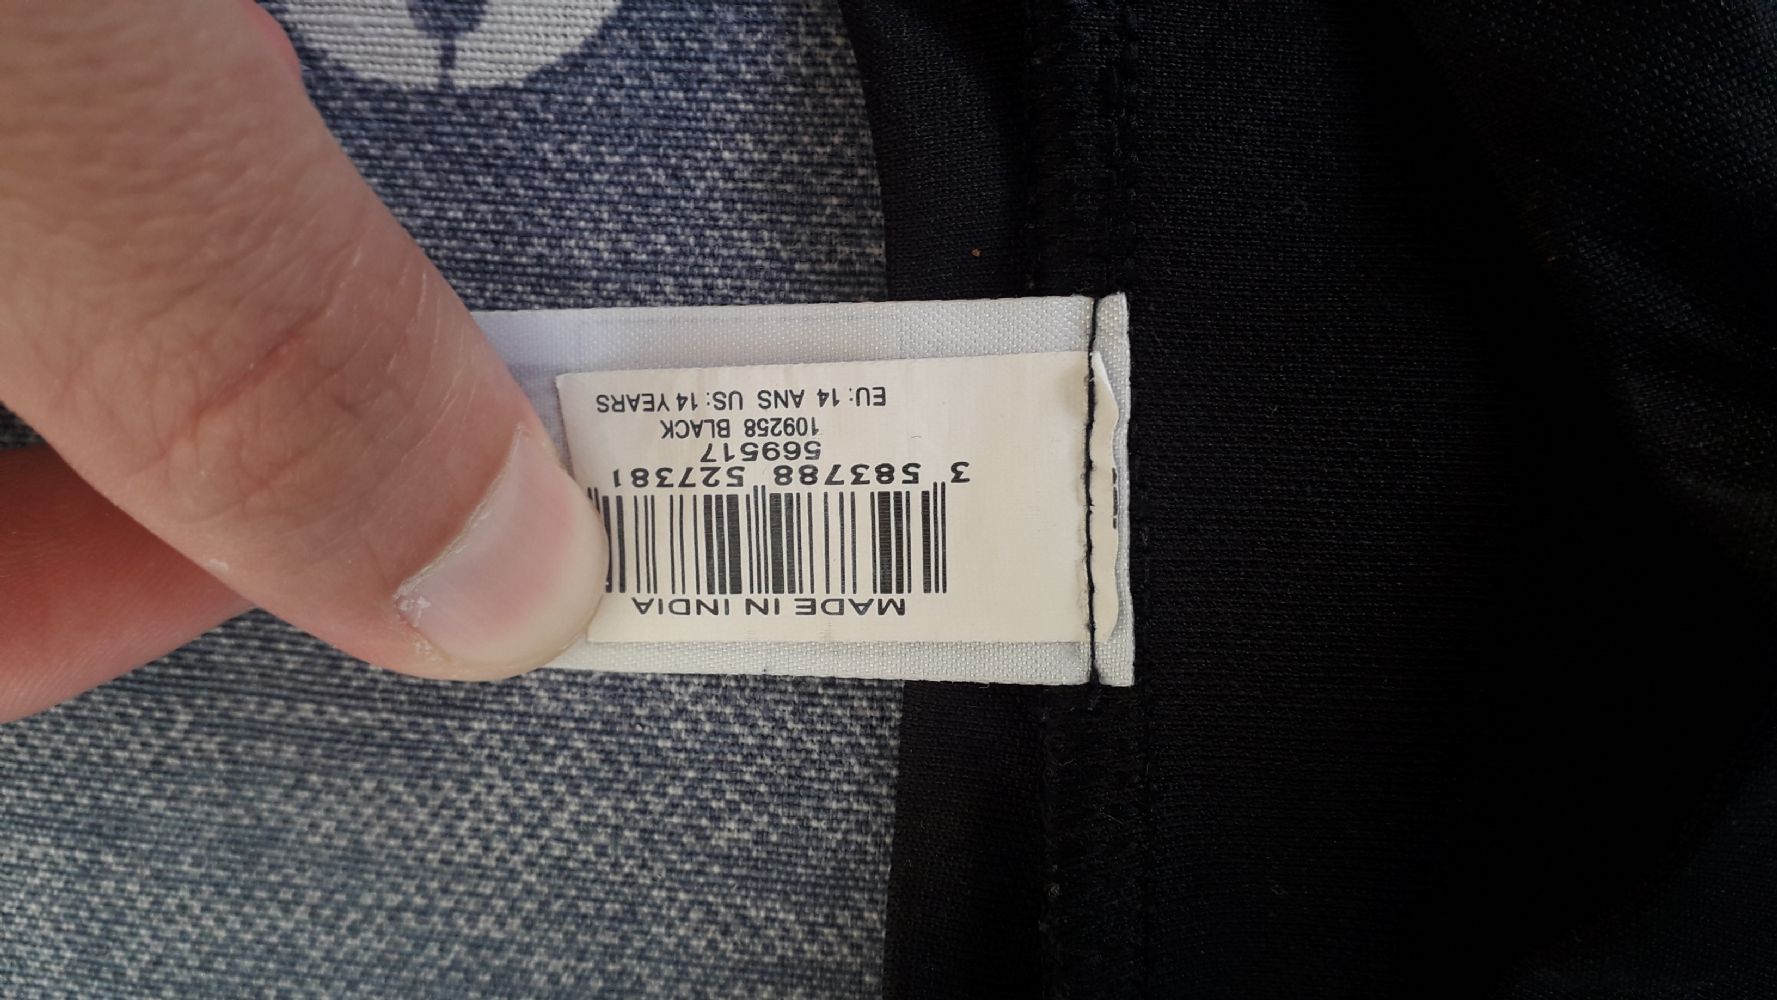 MADE IN INDIA
3 583788 527381
569517
109258 BLACK
EU: 14 ANS US: 14 YEARS